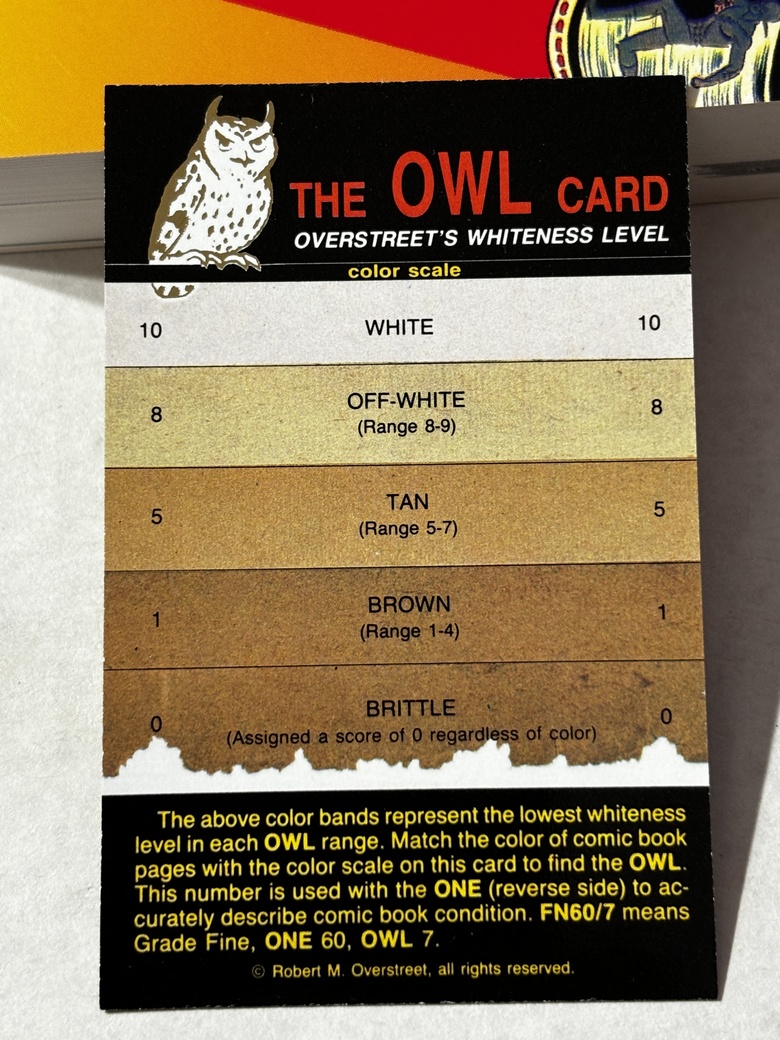 THE OWL CARD
OVERSTREET'S WHITENESS LEVEL
color scale
10 WHITE 10
8 OFF-WHITE 8
(Range 8-9)
5 TAN 5
(Range 5-7)
1 BROWN 1
(Range 1-4)
0 BRITTLE 0
(Assigned a score of 0 regardless of color)
The above color bands represent the lowest whiteness
level in each OWL range. Match the color of comic book
pages with the color scale on this card to find the OWL.
This number is used with the ONE (reverse side) to ac-
curately describe comic book condition. FN60/7 means
Grade Fine, ONE 60, OWL 7.
© Robert M. Overstreet, all rights reserved.